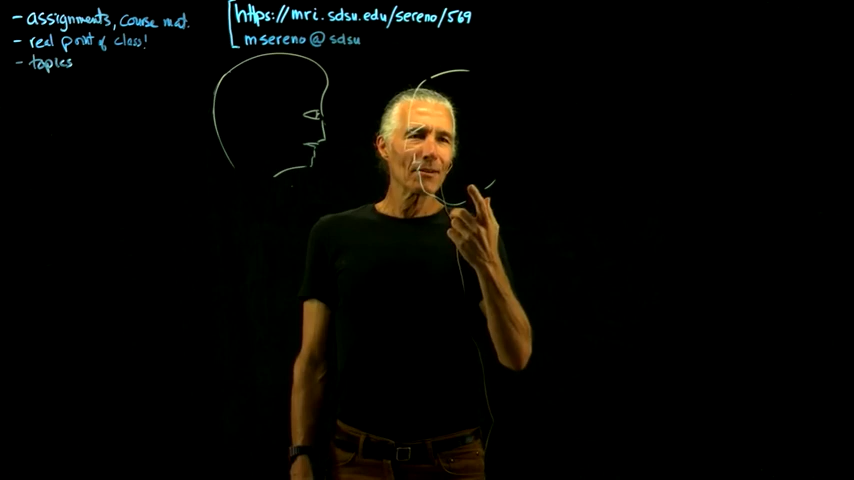 - assignments, course mat.
- real point of class!
- topics
https://mri.sdsu.edu/sereno/569
msereno@sdsu